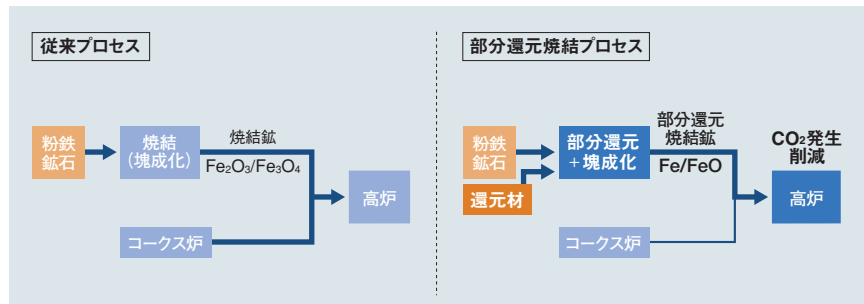 従来プロセス
粉鉄
鉱石
焼結
(塊成化)
焼結鉱
Fe₂O₃/Fe₃O₄
コークス炉
高炉
部分還元焼結プロセス
粉鉄
鉱石
還元材
部分還元
+塊成化
部分還元
焼結鉱
Fe/FeO
コークス炉
CO₂発生
削減
高炉